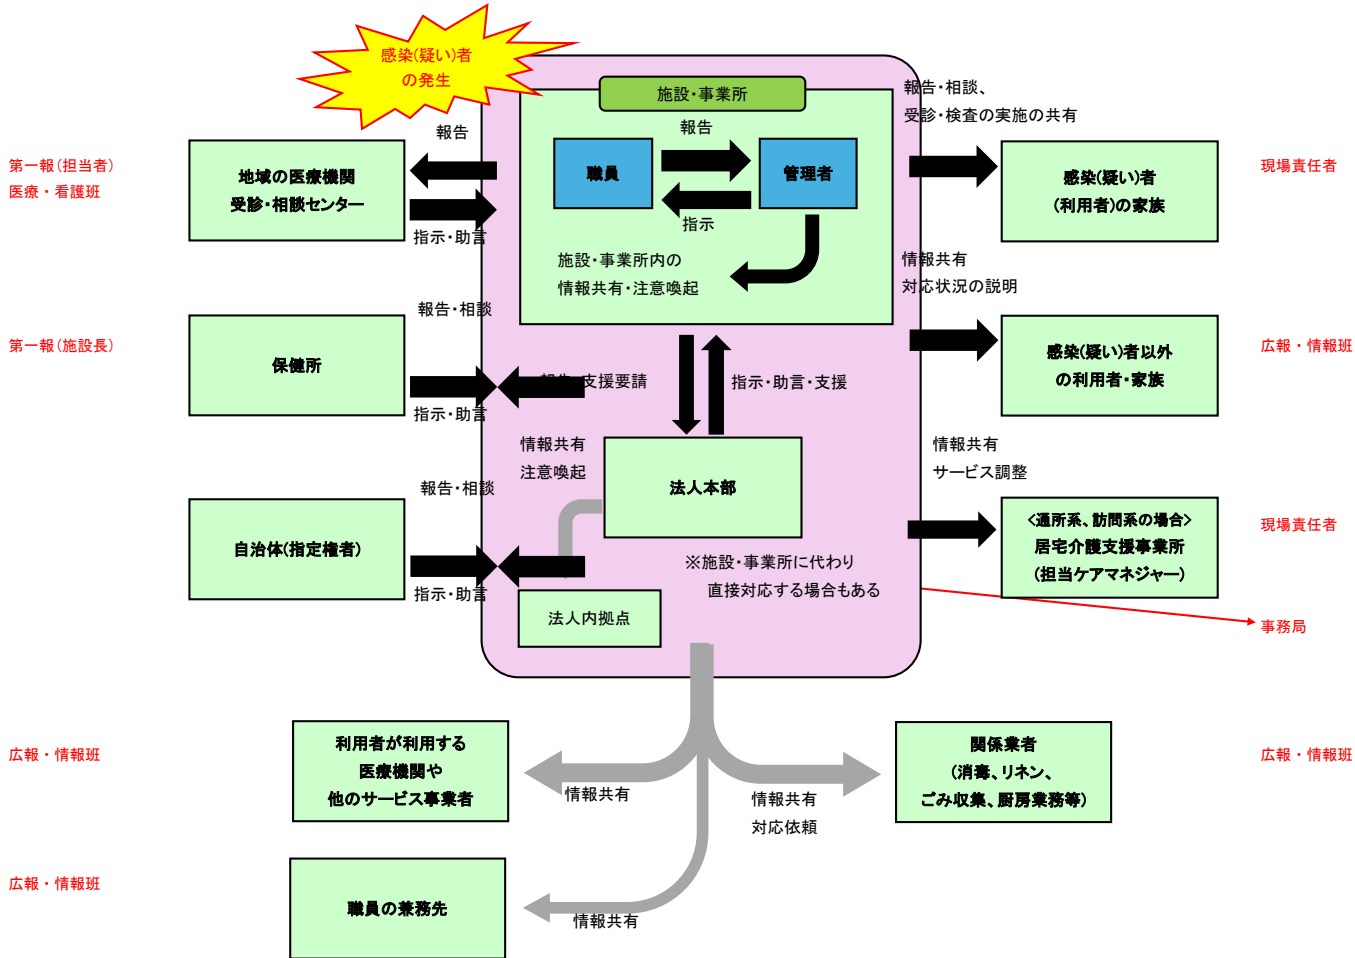 感染(疑い)者
の発生
施設・事業所
報告
職員
管理者
指示
施設・事業所内の
情報共有・注意喚起
報告
地域の医療機関
受診・相談センター
指示・助言
第一報(担当者)
医療・看護班
報告・相談、
受診・検査の実施の共有
感染(疑い)者
(利用者)の家族
現場責任者
報告・相談
保健所
指示・助言
第一報(施設長)
報告・支援要請
指示・助言・支援
情報共有
対応状況の説明
感染(疑い)者以外
の利用者・家族
広報・情報班
情報共有
注意喚起
法人本部
報告・相談
自治体(指定権者)
指示・助言
※施設・事業所に代わり
直接対応する場合もある
法人内拠点
情報共有
サービス調整
<通所系、訪問系の場合>
居宅介護支援事業所
(担当ケアマネジャー)
現場責任者
事務局
広報・情報班
利用者が利用する
医療機関や
他のサービス事業者
情報共有
情報共有
対応依頼
関係業者
(消毒、リネン、
ごみ収集、厨房業務等)
広報・情報班
広報・情報班
職員の兼務先
情報共有